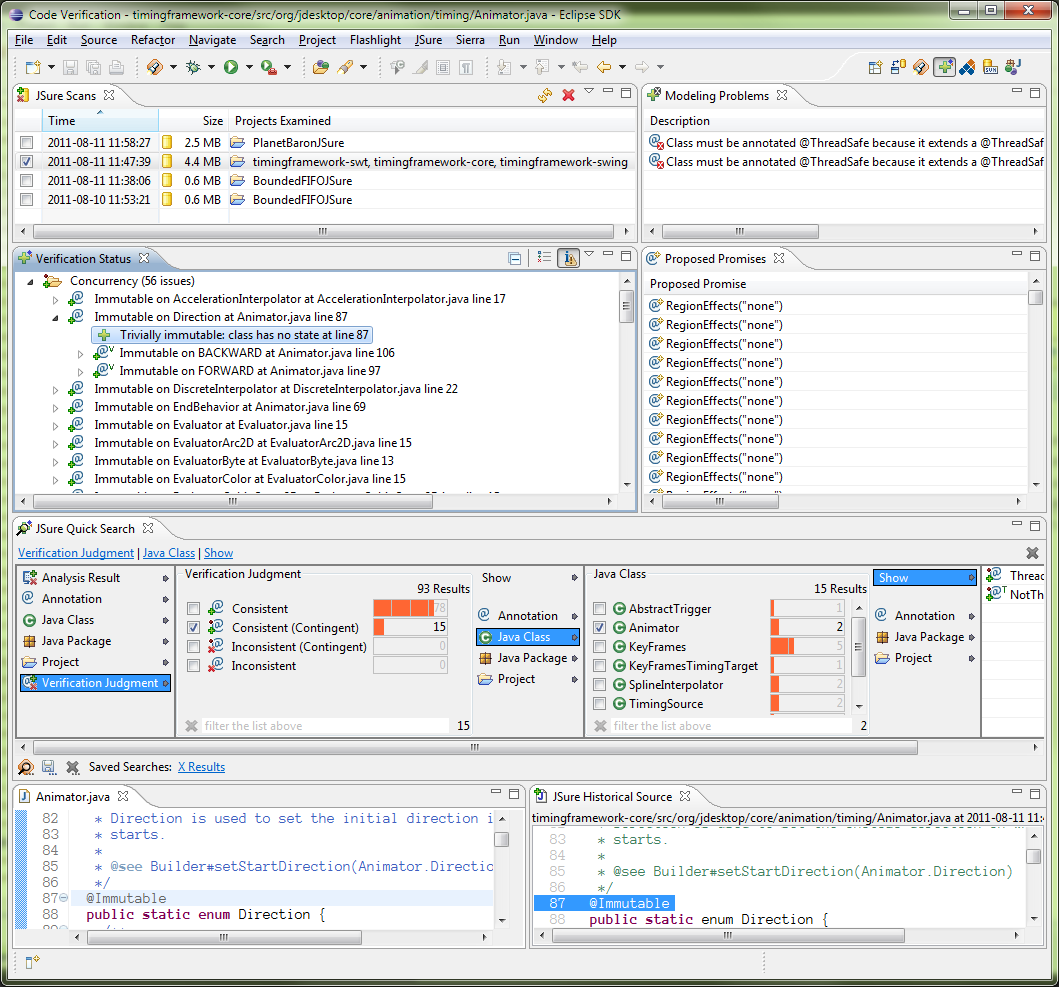 Code Verification - timingframework-core/src/org/jdesktop/core/animation/timing/Animator.java - Eclipse SDK
File Edit Source Refactor Navigate Search Project Flashlight JSure Sierra Run Window Help
JSure Scans
Time Size Projects Examined
2011-08-11 11:58:27 2.5 MB PlanetBaronJSure
2011-08-11 11:47:39 4.4 MB timingframework-swt, timingframework-core, timingframework-swing
2011-08-11 11:38:06 0.6 MB BoundedFIFOJSure
2011-08-10 11:53:21 0.6 MB BoundedFIFOJSure
Modeling Problems
Description
Class must be annotated @ThreadSafe because it extends a @ThreadSaf
Class must be annotated @ThreadSafe because it extends a @ThreadSaf
Verification Status
Concurrency (56 issues)
Immutable on AccelerationInterpolator at AccelerationInterpolator.java line 17
Immutable on Direction at Animator.java line 87
Trivially immutable: class has no state at line 87
Immutable on BACKWARD at Animator.java line 106
Immutable on FORWARD at Animator.java line 97
Immutable on DiscreteInterpolator at DiscreteInterpolator.java line 22
Immutable on EndBehavior at Animator.java line 69
Immutable on Evaluator at Evaluator.java line 15
Immutable on EvaluatorArc2D at EvaluatorArc2D.java line 15
Immutable on EvaluatorByte at EvaluatorByte.java line 13
Immutable on EvaluatorColor at EvaluatorColor.java line 15
Proposed Promises
Proposed Promise
RegionEffects("none")
RegionEffects("none")
RegionEffects("none")
RegionEffects("none")
RegionEffects("none")
RegionEffects("none")
RegionEffects("none")
RegionEffects("none")
RegionEffects("none")
RegionEffects("none")
JSure Quick Search
Verification Judgment | Java Class | Show
Analysis Result
Annotation
Java Class
Java Package
Project
Verification Judgment
Verification Judgment
93 Results
Consistent 78
Consistent (Contingent) 15
Inconsistent (Contingent) 0
Inconsistent 0
filter the list above 15
Show
Annotation
Java Class
Java Package
Project
Java Class
15 Results
AbstractTrigger 1
Animator 2
KeyFrames 5
KeyFramesTimingTarget 1
SplineInterpolator 2
TimingSource 2
filter the list above 2
Show
Annotation
Java Package
Project
Thread
NotTh
Saved Searches: X Results
Animator.java
82 * Direction is used to set the initial direction i
83 * starts.
84 *
85 * @see Builder#setStartDirection(Animator.Directio
86 */
87 @Immutable
88 public static enum Direction {
JSure Historical Source
timingframework-core/src/org/jdesktop/core/animation/timing/Animator.java at 2011-08-11 11:4
83 * starts.
84 *
85 * @see Builder#setStartDirection(Animator.Direction)
86 */
87 @Immutable
88 public static enum Direction {